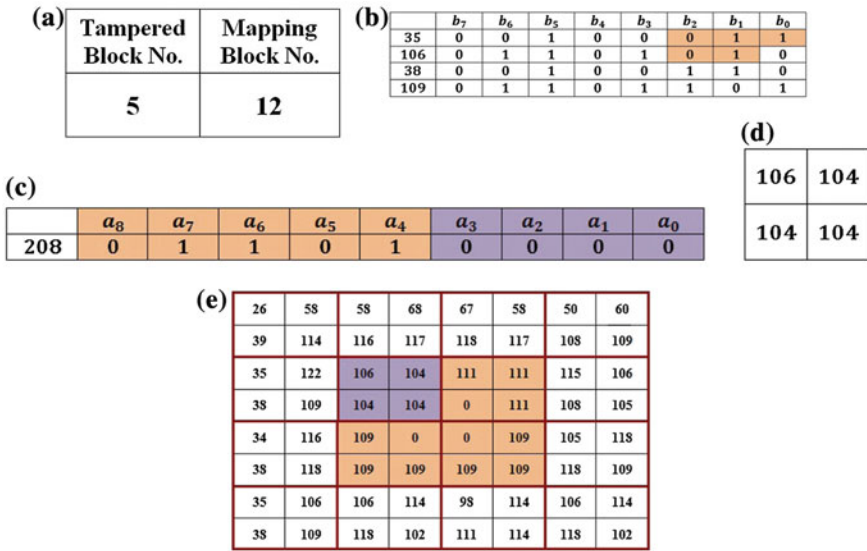 (a)
Tampered Block No. Mapping Block No.
5 12
(b)
b₇ b₆ b₅ b₄ b₃ b₂ b₁ b₀
35 0 0 1 0 0 0 1 1
106 0 1 1 0 1 0 1 0
38 0 0 1 0 0 1 1 0
109 0 1 1 0 1 1 0 1
(c)
a₈ a₇ a₆ a₅ a₄ a₃ a₂ a₁ a₀
208 0 1 1 0 1 0 0 0 0
(d)
106 104
104 104
(e)
26 58 58 68 67 58 50 60
39 114 116 117 118 117 108 109
35 122 106 104 111 111 115 106
38 109 104 104 0 111 108 105
34 116 109 0 0 109 105 118
38 118 109 109 109 109 118 109
35 106 106 114 98 114 106 114
38 109 118 102 111 114 118 102